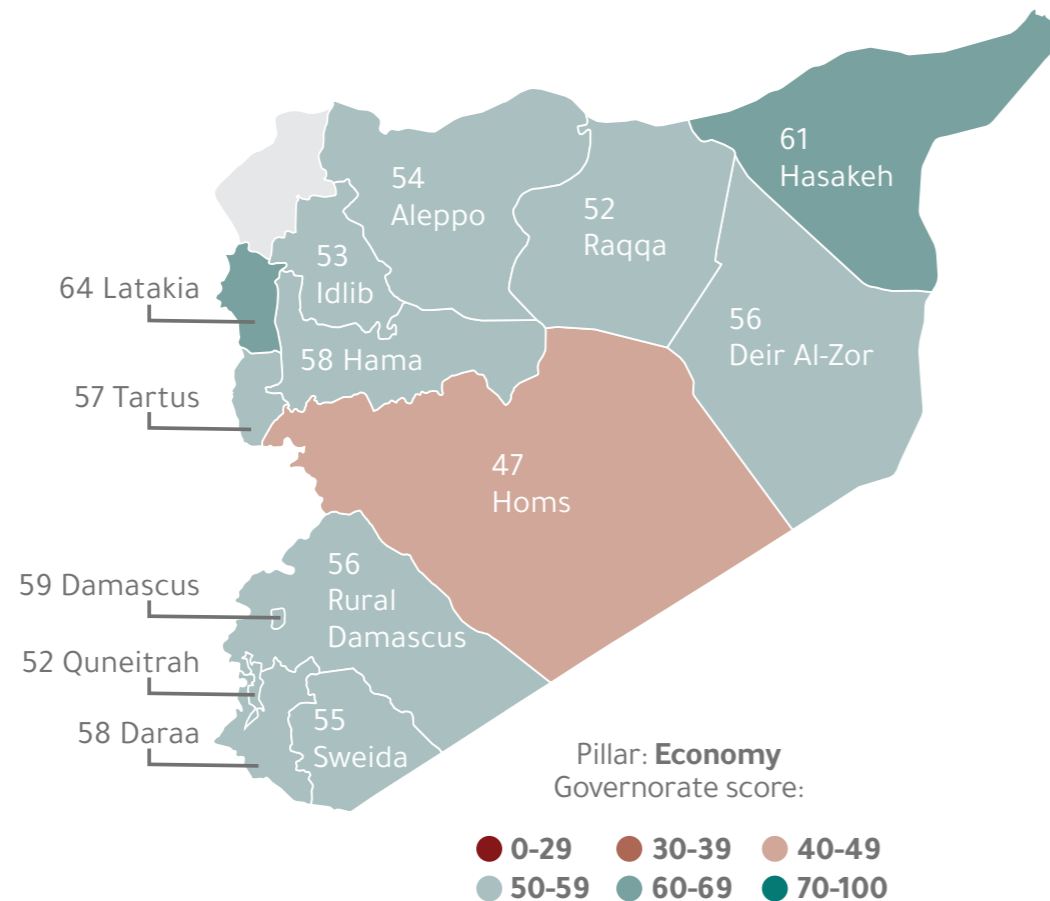 61
Hasakeh
54
Aleppo
52
Raqqa
53
Idlib
64 Latakia
56
Deir Al-Zor
58 Hama
57 Tartus
47
Homs
56
Rural
Damascus
59 Damascus
52 Quneitrah
55
Sweida
58 Daraa
Pillar: Economy
Governorate score:
0-29
30-39
40-49
50-59
60-69
70-100